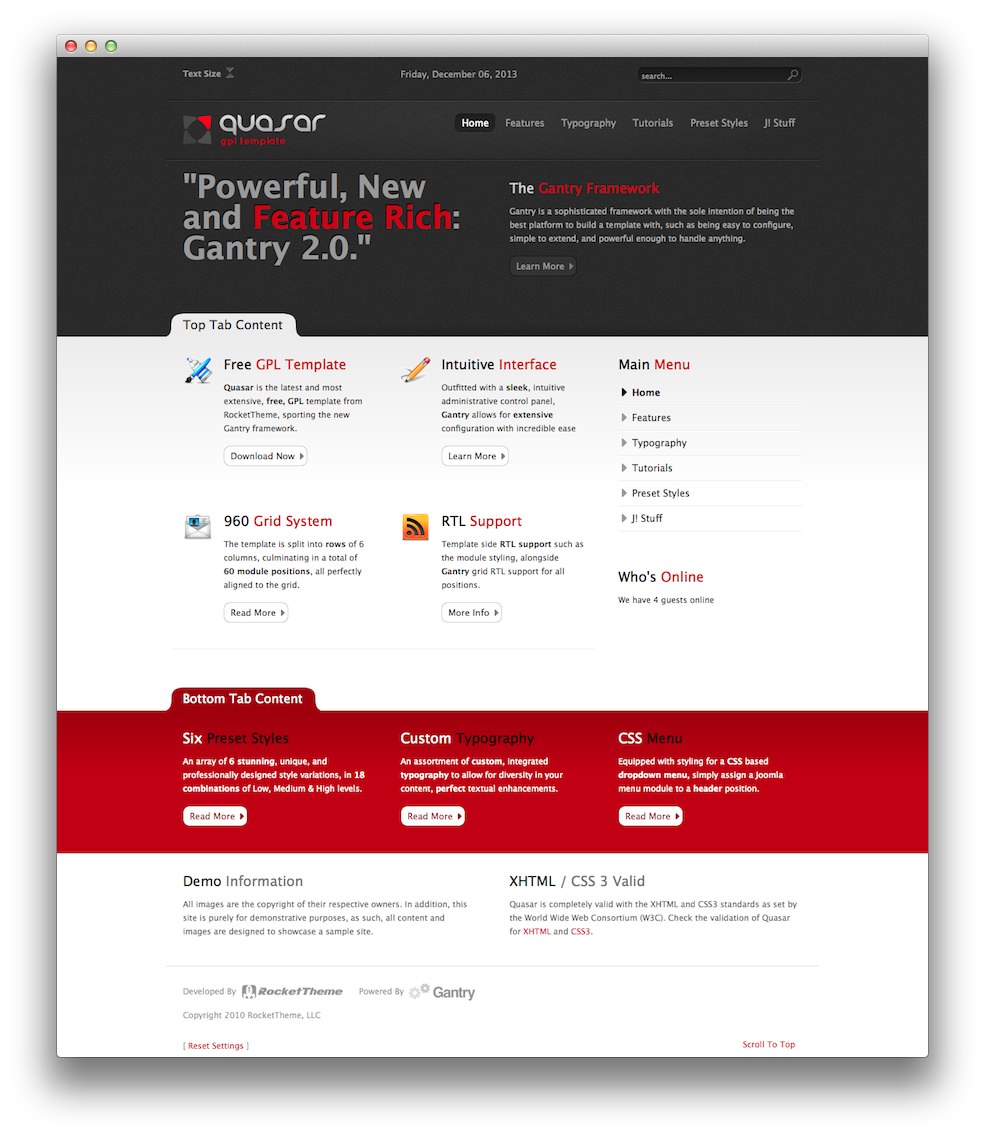 Text Size
Friday, December 06, 2013
search...
quasar
gpl template
Home Features Typography Tutorials Preset Styles J! Stuff
"Powerful, New
and Feature Rich:
Gantry 2.0."
The Gantry Framework
Gantry is a sophisticated framework with the sole intention of being the
best platform to build a template with, such as being easy to configure,
simple to extend, and powerful enough to handle anything.
Learn More
Top Tab Content
Free GPL Template
Quasar is the latest and most
extensive, free, GPL template from
RocketTheme, sporting the new
Gantry framework.
Download Now
Intuitive Interface
Outfitted with a sleek, intuitive
administrative control panel,
Gantry allows for extensive
configuration with incredible ease
Learn More
960 Grid System
The template is split into rows of 6
columns, culminating in a total of
60 module positions, all perfectly
aligned to the grid.
Read More
RTL Support
Template side RTL support such as
the module styling, alongside
Gantry grid RTL support for all
positions.
More Info
Main Menu
Home
Features
Typography
Tutorials
Preset Styles
J! Stuff
Who's Online
We have 4 guests online
Bottom Tab Content
Six Preset Styles
An array of 6 stunning, unique, and
professionally designed style variations, in 18
combinations of Low, Medium & High levels.
Read More
Custom Typography
An assortment of custom, integrated
typography to allow for diversity in your
content, perfect textual enhancements.
Read More
CSS Menu
Equipped with styling for a CSS based
dropdown menu, simply assign a Joomla
menu module to a header position.
Read More
Demo Information
All images are the copyright of their respective owners. In addition, this
site is purely for demonstrative purposes, as such, all content and
images are designed to showcase a sample site.
XHTML / CSS 3 Valid
Quasar is completely valid with the XHTML and CSS3 standards as set by
the World Wide Web Consortium (W3C). Check the validation of Quasar
for XHTML and CSS3.
Developed By RocketTheme Powered By Gantry
Copyright 2010 RocketTheme, LLC
[ Reset Settings ]
Scroll To Top